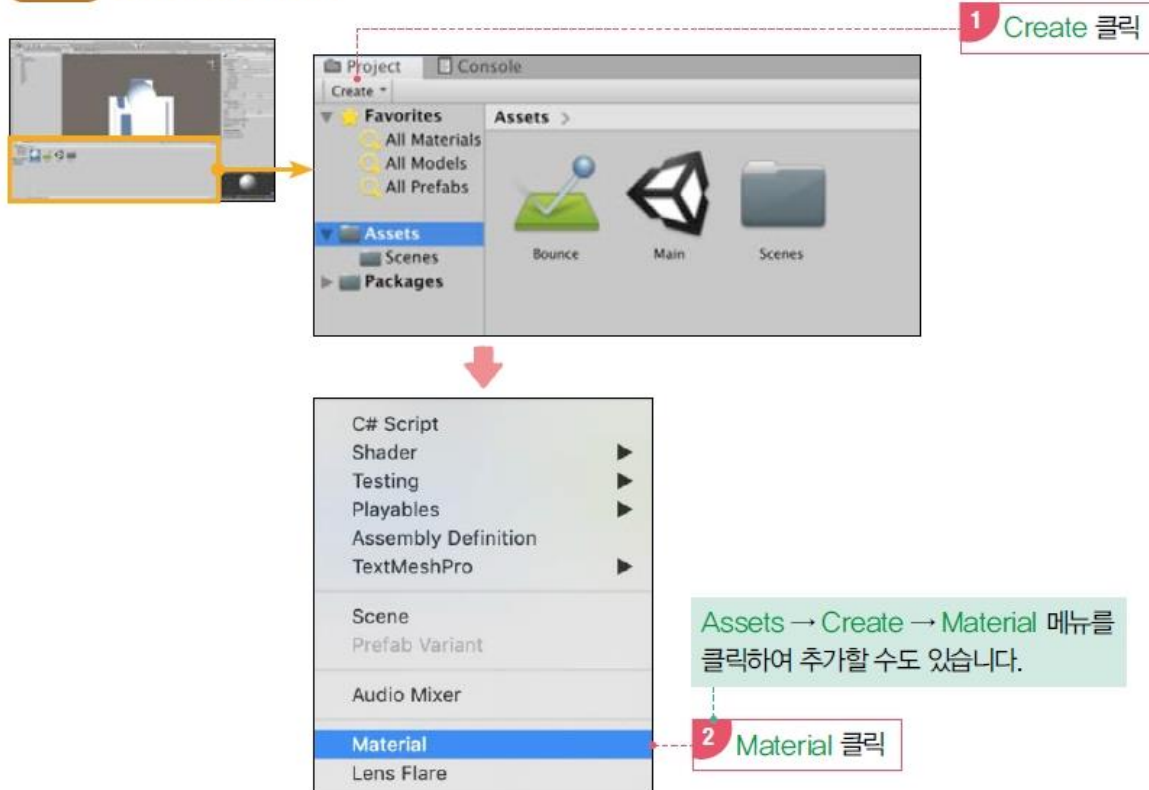 1 Create 클릭
Project Console
Create
Favorites
All Materials
All Models
All Prefabs
Assets
Scenes
Packages
Assets >
Bounce Main Scenes
C# Script
Shader
Testing
Playables
Assembly Definition
TextMeshPro
Scene
Prefab Variant
Audio Mixer
Material
Lens Flare
Assets → Create → Material 메뉴를
클릭하여 추가할 수도 있습니다.
2 Material 클릭